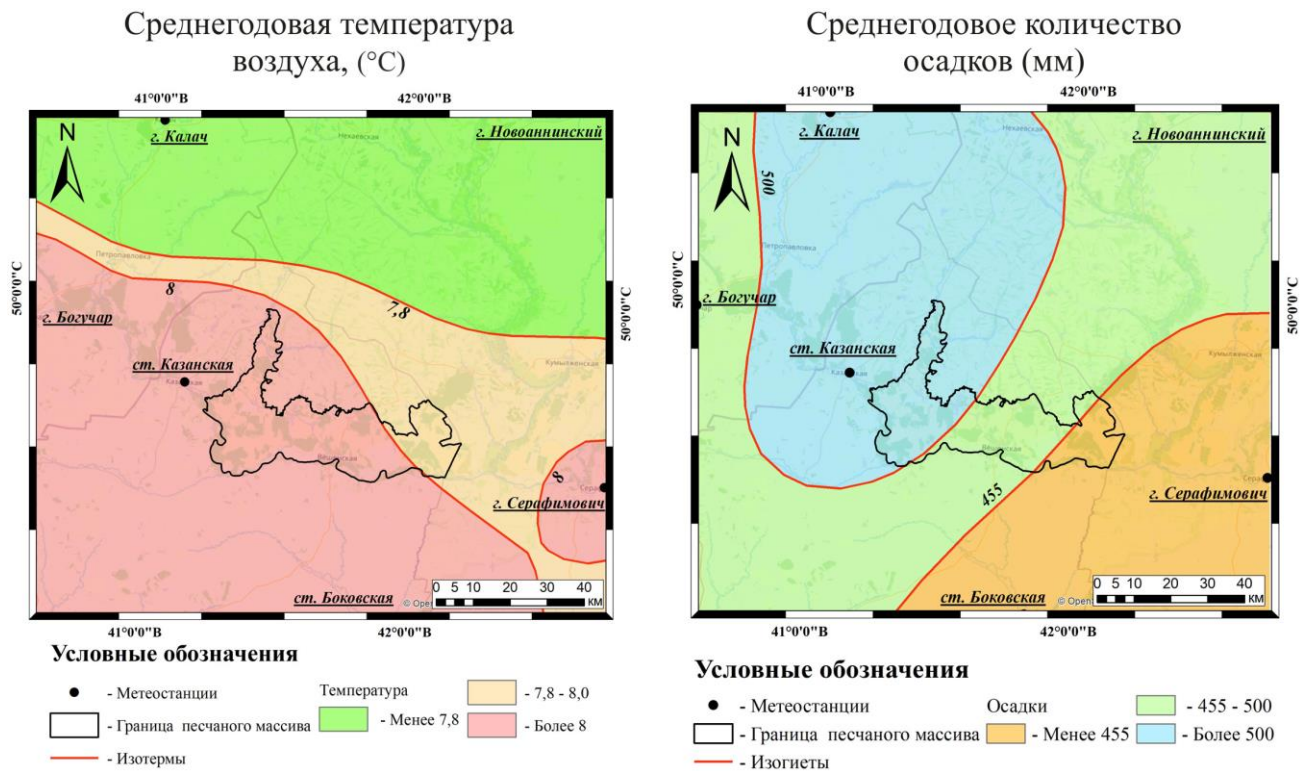 Среднегодовая температура
воздуха, (°С)
41°0'0"В
42°0'0"В
N
г. Калач
Нехаевская
г. Новоаннинский
Петропавловка
50°0'0"С
50°0'0"С
8
7,8
г. Богучар
ст. Казанская
Казанская
Кумылженская
Вёшенская
8
г. Серафимович
ст. Боковская
0 5 10 20 30 40
КМ
41°0'0"В
42°0'0"В
Условные обозначения
- Метеостанции
- Граница песчаного массива
- Изотермы
Температура
- Менее 7,8
- 7,8 - 8,0
- Более 8
Среднегодовое количество
осадков (мм)
41°0'0"В
42°0'0"В
N
г. Калач
Нехаевская
г. Новоаннинский
500
Петропавловка
50°0'0"С
50°0'0"С
г. Богучар
ст. Казанская
Казанская
Кумылженская
Вёшенская
455
г. Серафимович
ст. Боковская
0 5 10 20 30 40
КМ
41°0'0"В
42°0'0"В
Условные обозначения
- Метеостанции
- Граница песчаного массива
- Изогиеты
Осадки
- Менее 455
- 455 - 500
- Более 500